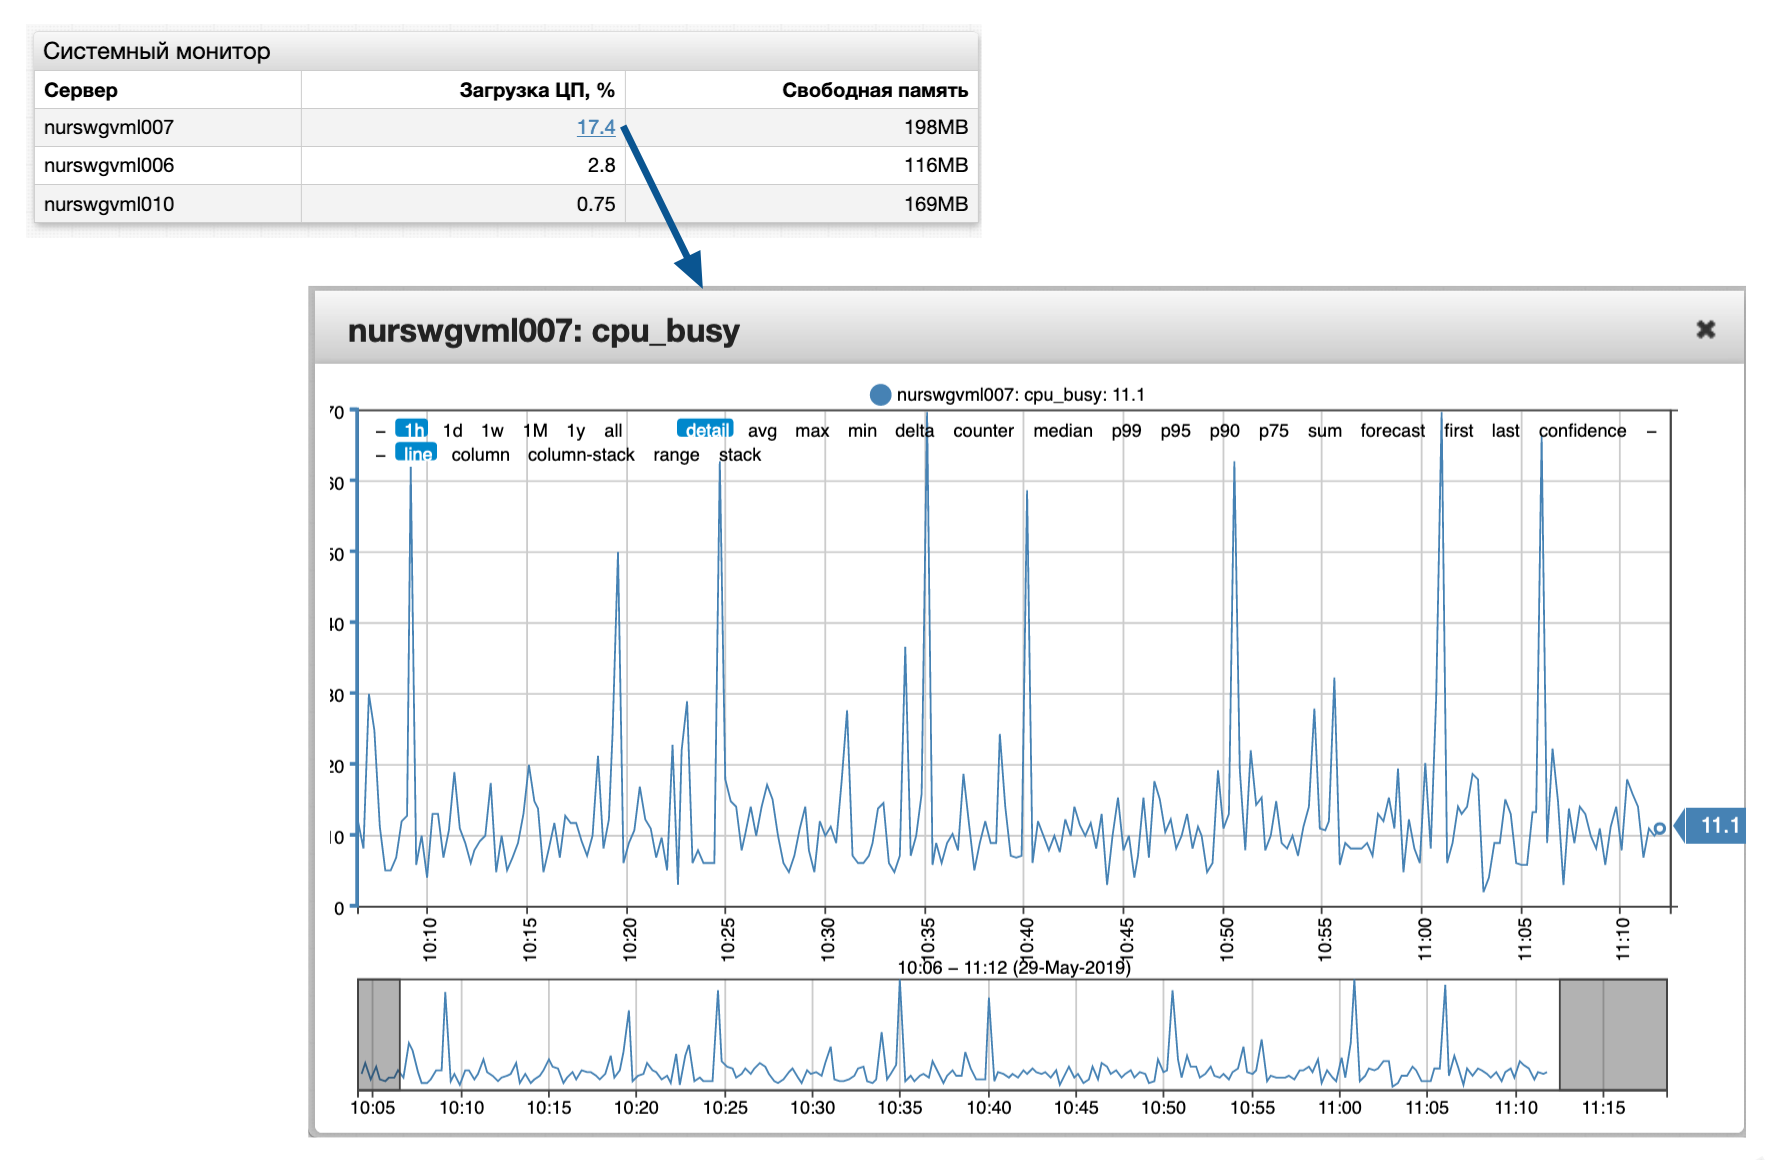 Системный монитор
Сервер Загрузка ЦП, % Свободная память
nurswgvml007 17.4 198MB
nurswgvml006 2.8 116MB
nurswgvml010 0.75 169MB
nurswgvml007: cpu_busy ✖
nurswgvml007: cpu_busy: 11.1
– 1h 1d 1w 1M 1y all detail avg max min delta counter median p99 p95 p90 p75 sum forecast first last confidence –
– line column column-stack range stack
70
60
50
40
30
20
10
0
11.1
10:10 10:15 10:20 10:25 10:30 10:35 10:40 10:45 10:50 10:55 11:00 11:05 11:10
10:06 – 11:12 (29-May-2019)
10:05 10:10 10:15 10:20 10:25 10:30 10:35 10:40 10:45 10:50 10:55 11:00 11:05 11:10 11:15